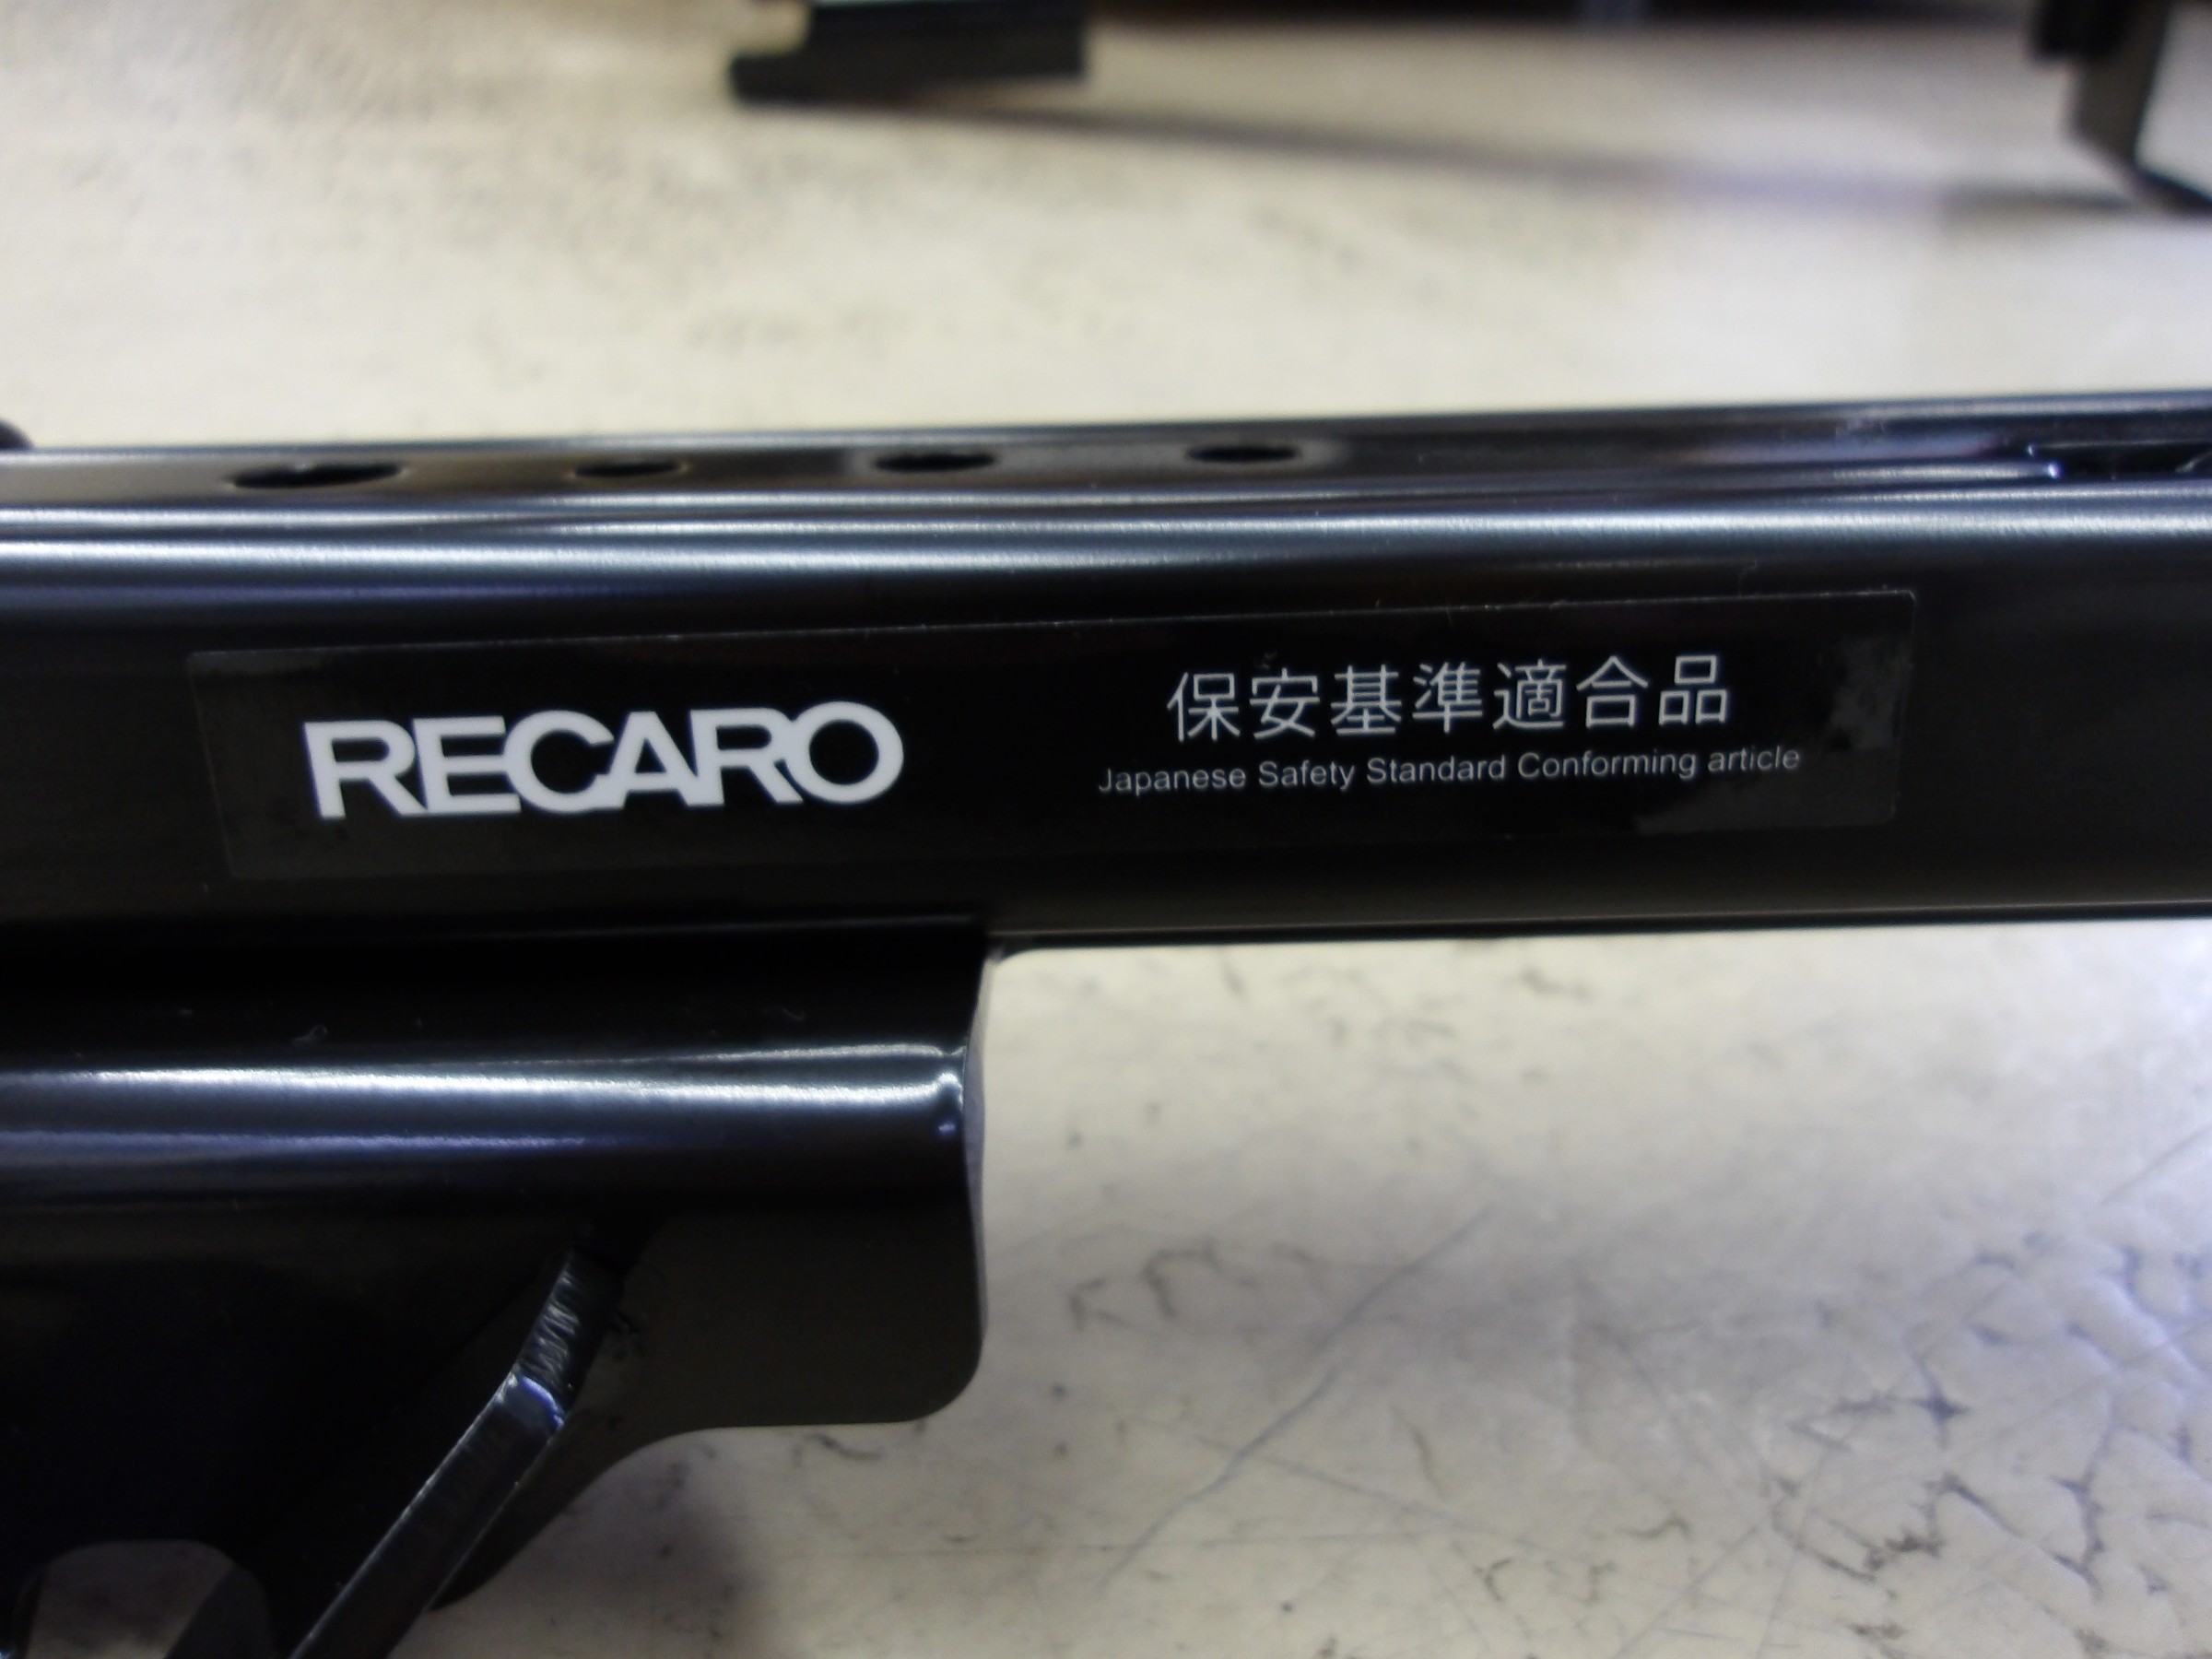 RECARO
保安基準適合品
Japanese Safety Standard Conforming article